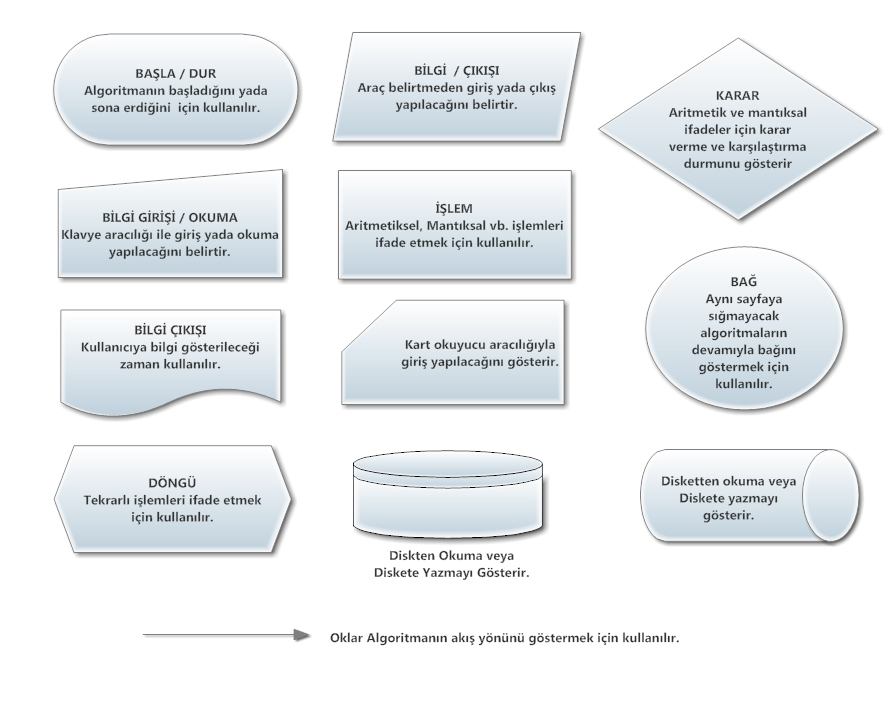 BAŞLA / DUR
Algoritmanın başladığını yada
sona erdiğini için kullanılır.
BİLGİ / ÇIKIŞI
Araç belirtmeden giriş yada çıkış
yapılacağını belirtir.
KARAR
Aritmetik ve mantıksal
ifadeler için karar
verme ve karşılaştırma
durmunu gösterir
BİLGİ GİRİŞİ / OKUMA
Klavye aracılığı ile giriş yada okuma
yapılacağını belirtir.
İŞLEM
Aritmetiksel, Mantıksal vb. işlemleri
ifade etmek için kullanılır.
BAĞ
Aynı sayfaya
sığmayacak
algoritmaların
devamıyla bağını
göstermek için
kullanılır.
BİLGİ ÇIKIŞI
Kullanıcıya bilgi gösterileceği
zaman kullanılır.
Kart okuyucu aracılığıyla
giriş yapılacağını gösterir.
DÖNGÜ
Tekrarlı işlemleri ifade etmek
için kullanılır.
Diskten Okuma veya
Diskete Yazmayı Gösterir.
Disketten okuma veya
Diskete yazmayı
gösterir.
Oklar Algoritmanın akış yönünü göstermek için kullanılır.